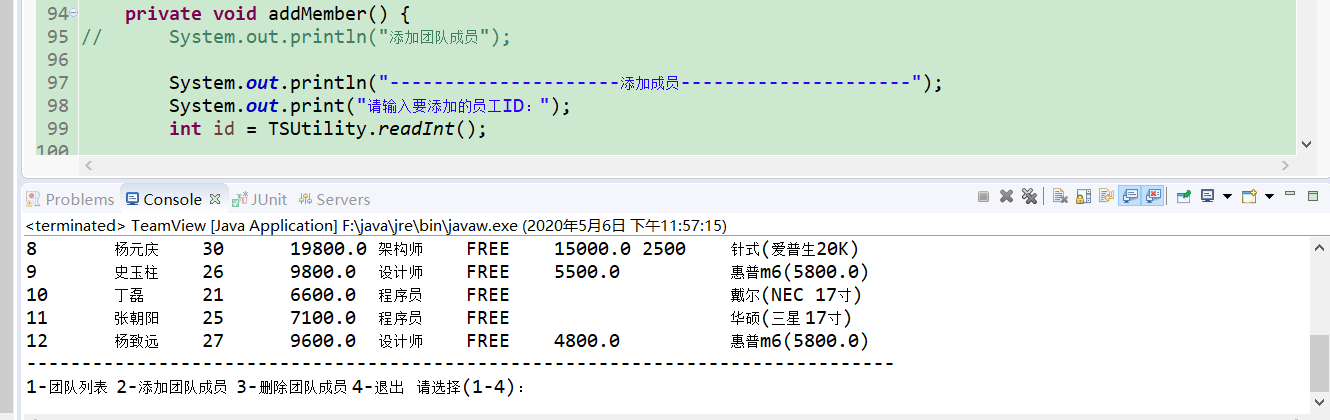 94 private void addMember() {
95 // System.out.println("添加团队成员");
96
97 System.out.println("---------------------添加成员---------------------");
98 System.out.print("请输入要添加的员工ID：");
99 int id = TSUtility.readInt();
100
Problems Console JUnit Servers
<terminated> TeamView [Java Application] F:\java\jre\bin\javaw.exe (2020年5月6日 下午11:57:15)
8 杨元庆 30 19800.0 架构师 FREE 15000.0 2500 针式(爱普生20K)
9 史玉柱 26 9800.0 设计师 FREE 5500.0 惠普m6(5800.0)
10 丁磊 21 6600.0 程序员 FREE 戴尔(NEC 17寸)
11 张朝阳 25 7100.0 程序员 FREE 华硕(三星 17寸)
12 杨致远 27 9600.0 设计师 FREE 4800.0 惠普m6(5800.0)
-------------------------------------------------------------------------------
1-团队列表 2-添加团队成员 3-删除团队成员 4-退出 请选择(1-4)：